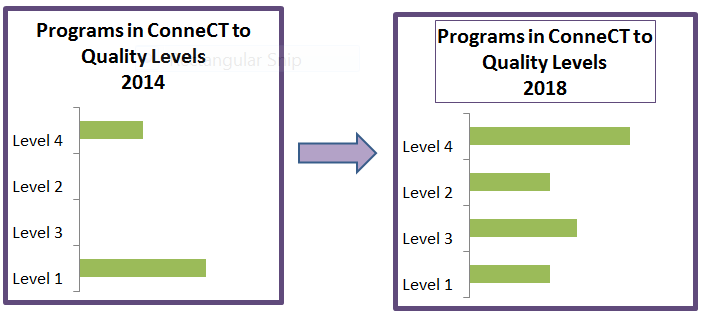 Programs in ConneCT to
Quality Levels
2014
Level 4
Level 2
Level 3
Level 1
Programs in ConneCT to
Quality Levels
2018
Level 4
Level 2
Level 3
Level 1